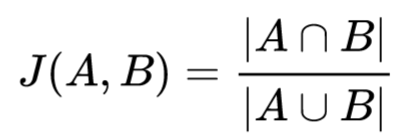 J(A, B) = |A ∩ B| / |A ∪ B|